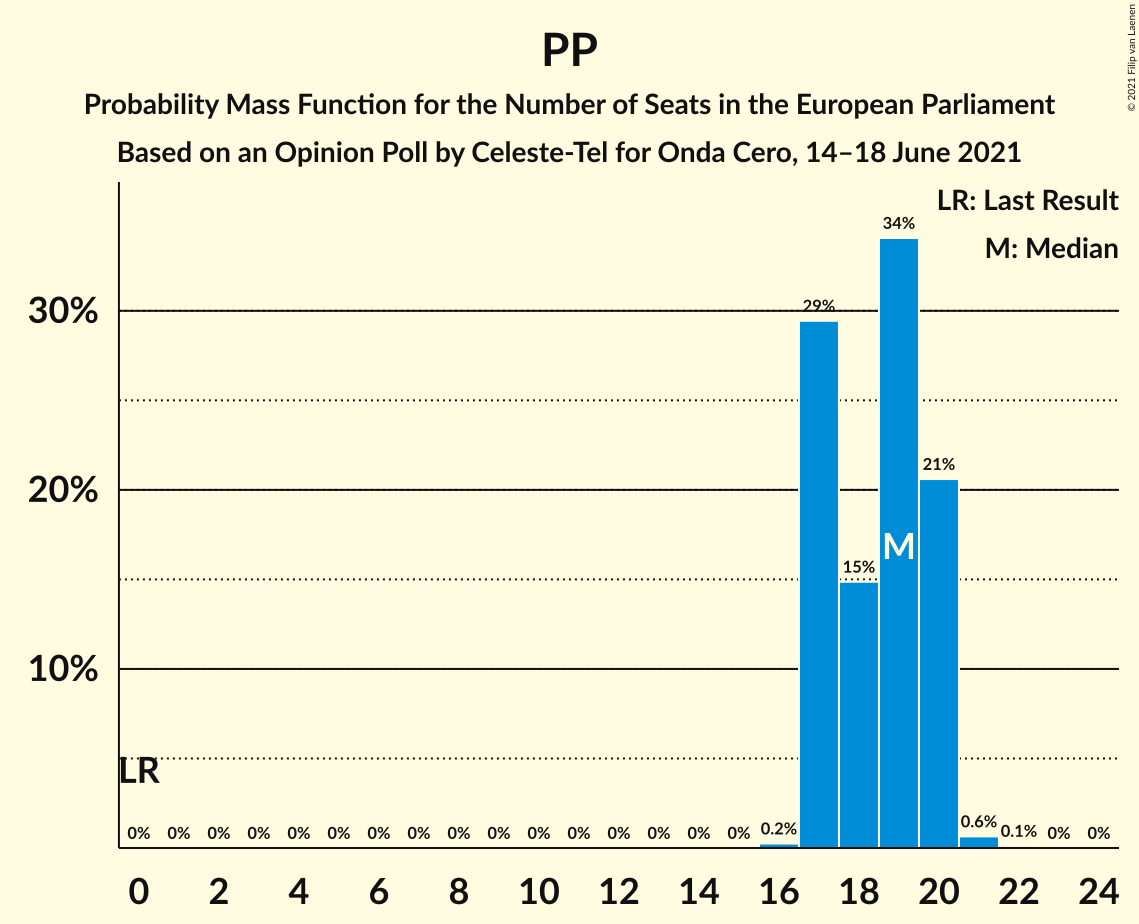 PP
Probability Mass Function for the Number of Seats in the European Parliament
Based on an Opinion Poll by Celeste-Tel for Onda Cero, 14–18 June 2021
© 2021 Filip van Laenen
LR: Last Result
M: Median
34%
30%
29%
20%
21%
M
15%
10%
LR
0% 0% 0% 0% 0% 0% 0% 0% 0% 0% 0% 0% 0% 0% 0% 0% 0.2% 0.6% 0.1% 0% 0%
0 2 4 6 8 10 12 14 16 18 20 22 24